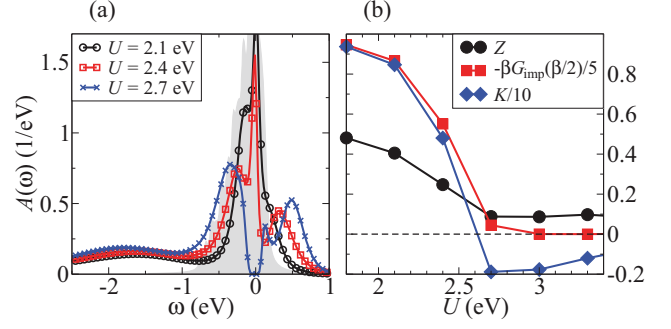 (a)
(b)
U = 2.1 eV
U = 2.4 eV
U = 2.7 eV
Z
-βG_imp(β/2)/5
K/10
A(ω) (1/eV)
1.5
1
0.5
0
-2
-1
0
1
ω (eV)
0.8
0.6
0.4
0.2
0
-0.2
2
2.5
3
U (eV)